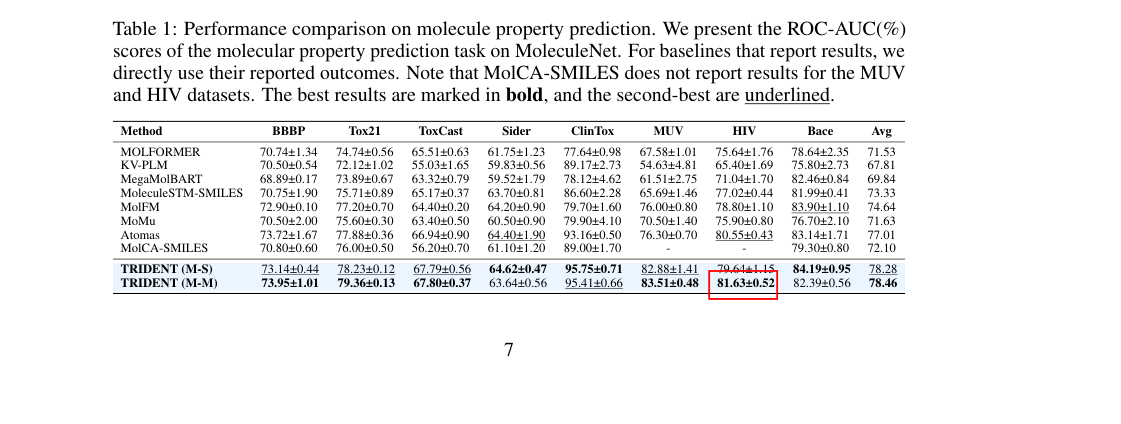 Table 1: Performance comparison on molecule property prediction. We present the ROC-AUC(%)
scores of the molecular property prediction task on MoleculeNet. For baselines that report results, we
directly use their reported outcomes. Note that MolCA-SMILES does not report results for the MUV
and HIV datasets. The best results are marked in bold, and the second-best are underlined.
Method BBBP Tox21 ToxCast Sider ClinTox MUV HIV Bace Avg
MOLFORMER 70.74±1.34 74.74±0.56 65.51±0.63 61.75±1.23 77.64±0.98 67.58±1.01 75.64±1.76 78.64±2.35 71.53
KV-PLM 70.50±0.54 72.12±1.02 55.03±1.65 59.83±0.56 89.17±2.73 54.63±4.81 65.40±1.69 75.80±2.73 67.81
MegaMolBART 68.89±0.17 73.89±0.67 63.32±0.79 59.52±1.79 78.12±4.62 61.51±2.75 71.04±1.70 82.46±0.84 69.84
MoleculeSTM-SMILES 70.75±1.90 75.71±0.89 65.17±0.37 63.70±0.81 86.60±2.28 65.69±1.46 77.02±0.44 81.99±0.41 73.33
MolFM 72.90±0.10 77.20±0.70 64.40±0.20 64.20±0.90 79.70±1.60 76.00±0.80 78.80±1.10 83.90±1.10 74.64
MoMu 70.50±2.00 75.60±0.30 63.40±0.50 60.50±0.90 79.90±4.10 70.50±1.40 75.90±0.80 76.70±2.10 71.63
Atomas 73.72±1.67 77.88±0.36 66.94±0.90 64.40±1.90 93.16±0.50 76.30±0.70 80.55±0.43 83.14±1.71 77.01
MolCA-SMILES 70.80±0.60 76.00±0.50 56.20±0.70 61.10±1.20 89.00±1.70 - - 79.30±0.80 72.10
TRIDENT (M-S) 73.14±0.44 78.23±0.12 67.79±0.56 64.62±0.47 95.75±0.71 82.88±1.41 79.64±1.15 84.19±0.95 78.28
TRIDENT (M-M) 73.95±1.01 79.36±0.13 67.80±0.37 63.64±0.56 95.41±0.66 83.51±0.48 81.63±0.52 82.39±0.56 78.46
7